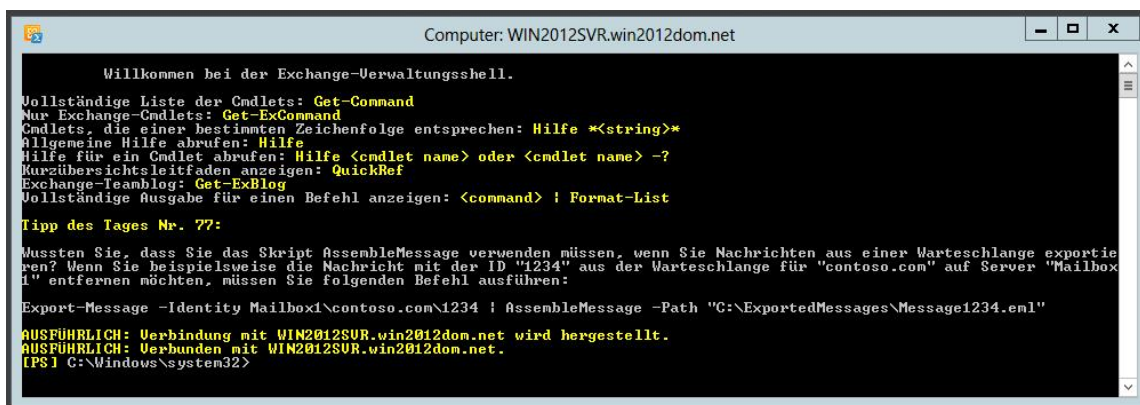 Computer: WIN2012SVR.win2012dom.net
Willkommen bei der Exchange-Verwaltungsshell.
Vollständige Liste der Cmdlets: Get-Command
Nur Exchange-Cmdlets: Get-ExCommand
Cmdlets, die einer bestimmten Zeichenfolge entsprechen: Hilfe *<string>*
Allgemeine Hilfe abrufen: Hilfe
Hilfe für ein Cmdlet abrufen: Hilfe <cmdlet name> oder <cmdlet name> -?
Kurzübersichtsleitfaden anzeigen: QuickRef
Exchange-Teamblog: Get-ExBlog
Vollständige Ausgabe für einen Befehl anzeigen: <command> | Format-List
Tipp des Tages Nr. 77:
Wussten Sie, dass Sie das Skript AssembleMessage verwenden müssen, wenn Sie Nachrichten aus einer Warteschlange exportie
ren? Wenn Sie beispielsweise die Nachricht mit der ID "1234" aus der Warteschlange für "contoso.com" auf Server "Mailbox
1" entfernen möchten, müssen Sie folgenden Befehl ausführen:
Export-Message -Identity Mailbox1\contoso.com\1234 | AssembleMessage -Path "C:\ExportedMessages\Message1234.eml"
AUSFÜHRLICH: Verbindung mit WIN2012SVR.win2012dom.net wird hergestellt.
AUSFÜHRLICH: Verbunden mit WIN2012SVR.win2012dom.net.
[PS] C:\Windows\system32>